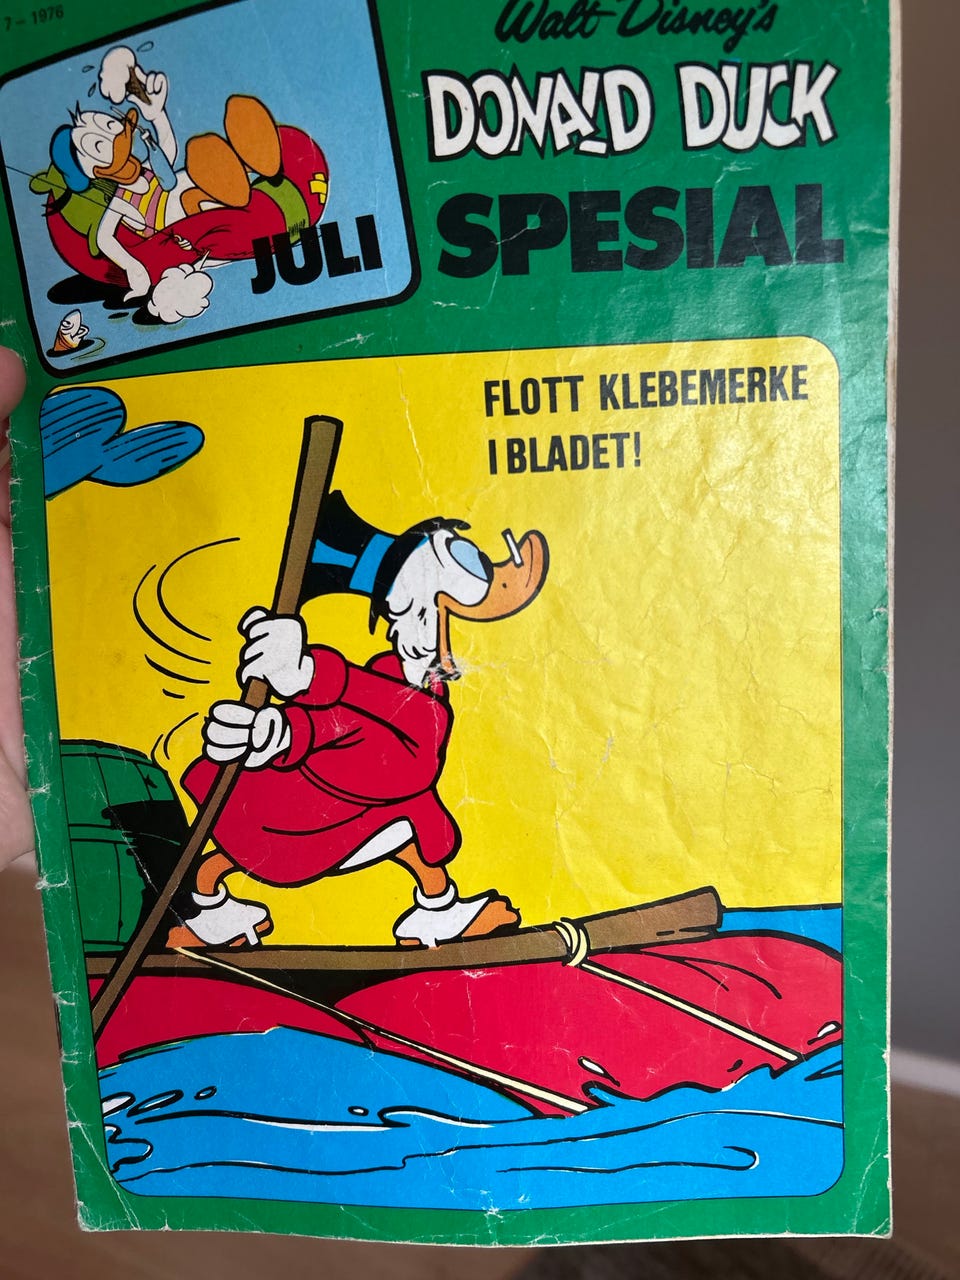 7-1976
Walt Disney's
DONALD DUCK
SPESIAL
JULI
FLOTT KLEBEMERKE
I BLADET!